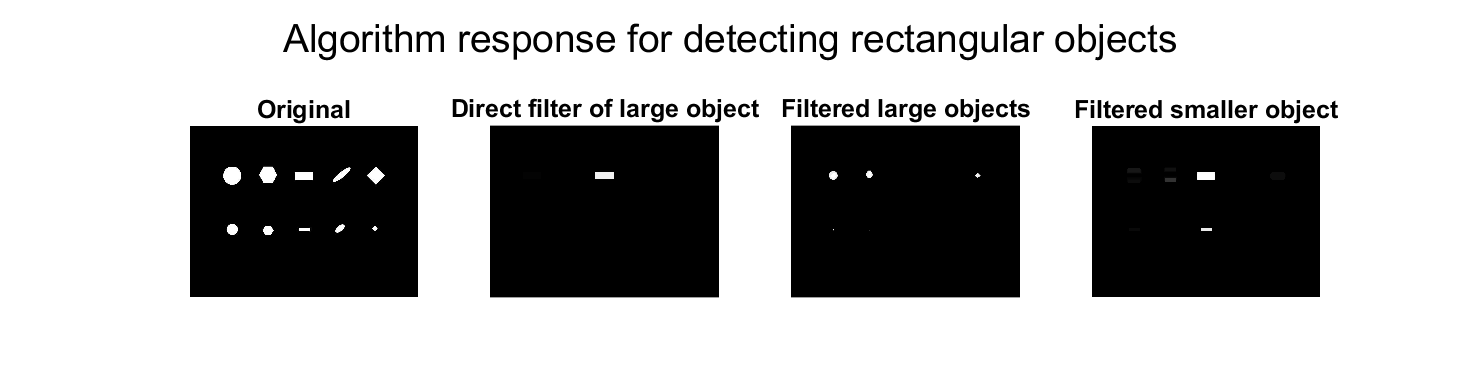 Algorithm response for detecting rectangular objects
Original
Direct filter of large object
Filtered large objects
Filtered smaller object